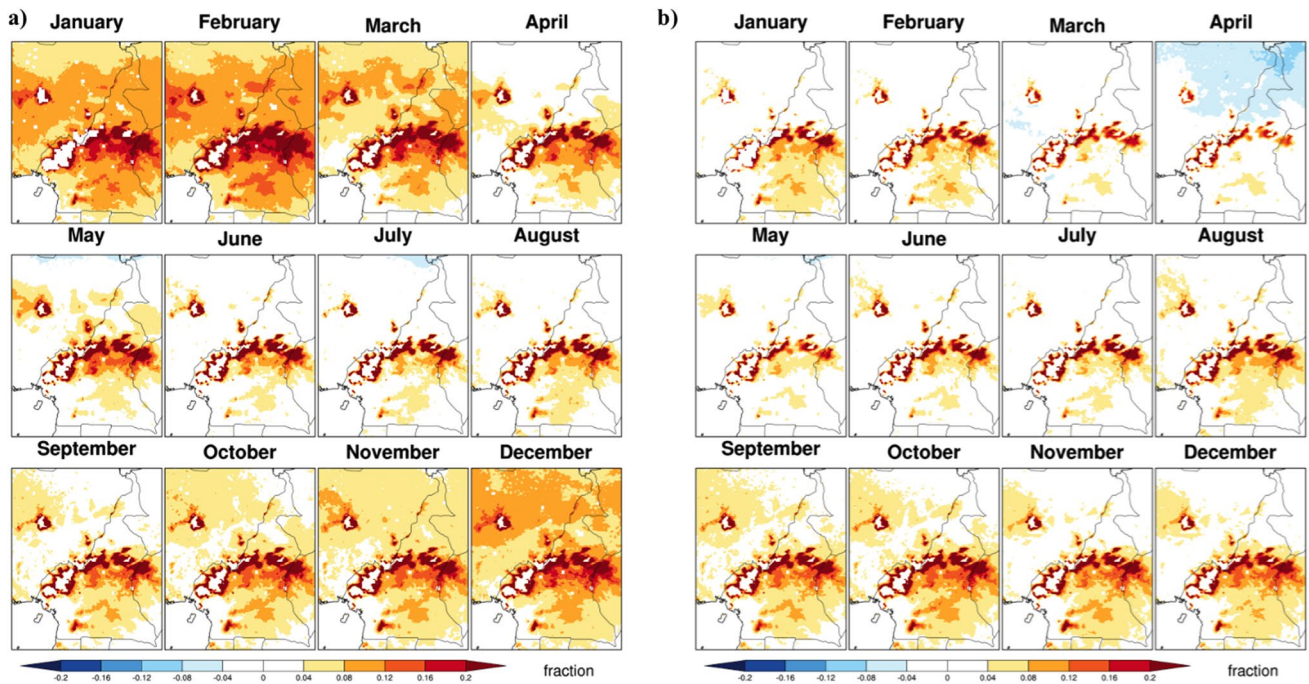 a)
January February March April
May June July August
September October November December
-0.2 -0.16 -0.12 -0.08 -0.04 0 0.04 0.08 0.12 0.16 0.2 fraction
b)
January February March April
May June July August
September October November December
-0.2 -0.16 -0.12 -0.08 -0.04 0 0.04 0.08 0.12 0.16 0.2 fraction